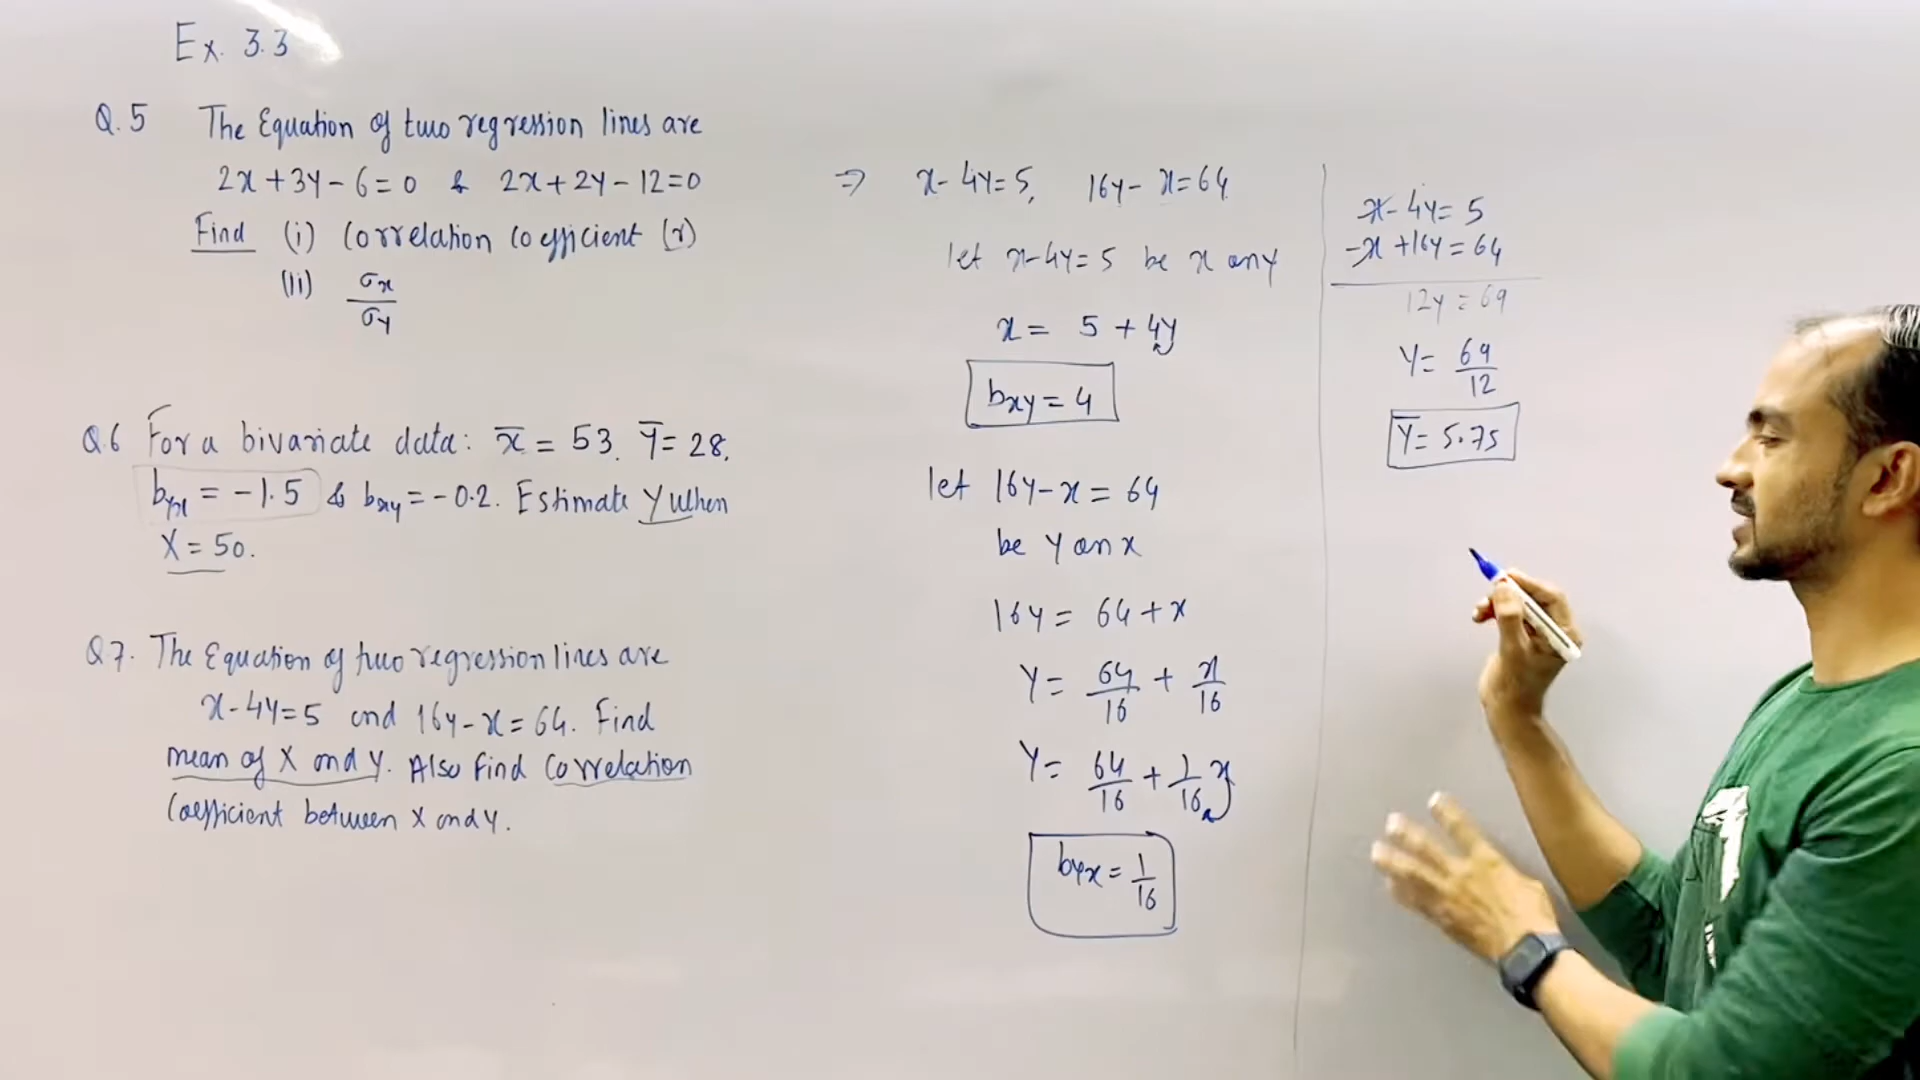 Ex. 3.3
Q.5 The Equation of two regression lines are
2x + 3y - 6 = 0 & 2x + 2y - 12 = 0
Find (i) Correlation Coefficient (r)
(ii) σx/σy
Q.6 For a bivariate data: x̄ = 53. ȳ = 28.
byx = -1.5 & bxy = -0.2. Estimate Y when
X = 50.
Q.7. The Equation of two regression lines are
x - 4y = 5 and 16y - x = 64. Find
mean of X and Y. Also find Correlation
Coefficient between X and Y.
⇒ x - 4y = 5, 16y - x = 64
let x - 4y = 5 be x on y
x = 5 + 4y
bxy = 4
let 16y - x = 64
be y on x
16y = 64 + x
y = 64/16 + x/16
y = 64/16 + 1/16 x
byx = 1/16
x - 4y = 5
-x + 16y = 64
12y = 69
y = 69/12
ȳ = 5.75